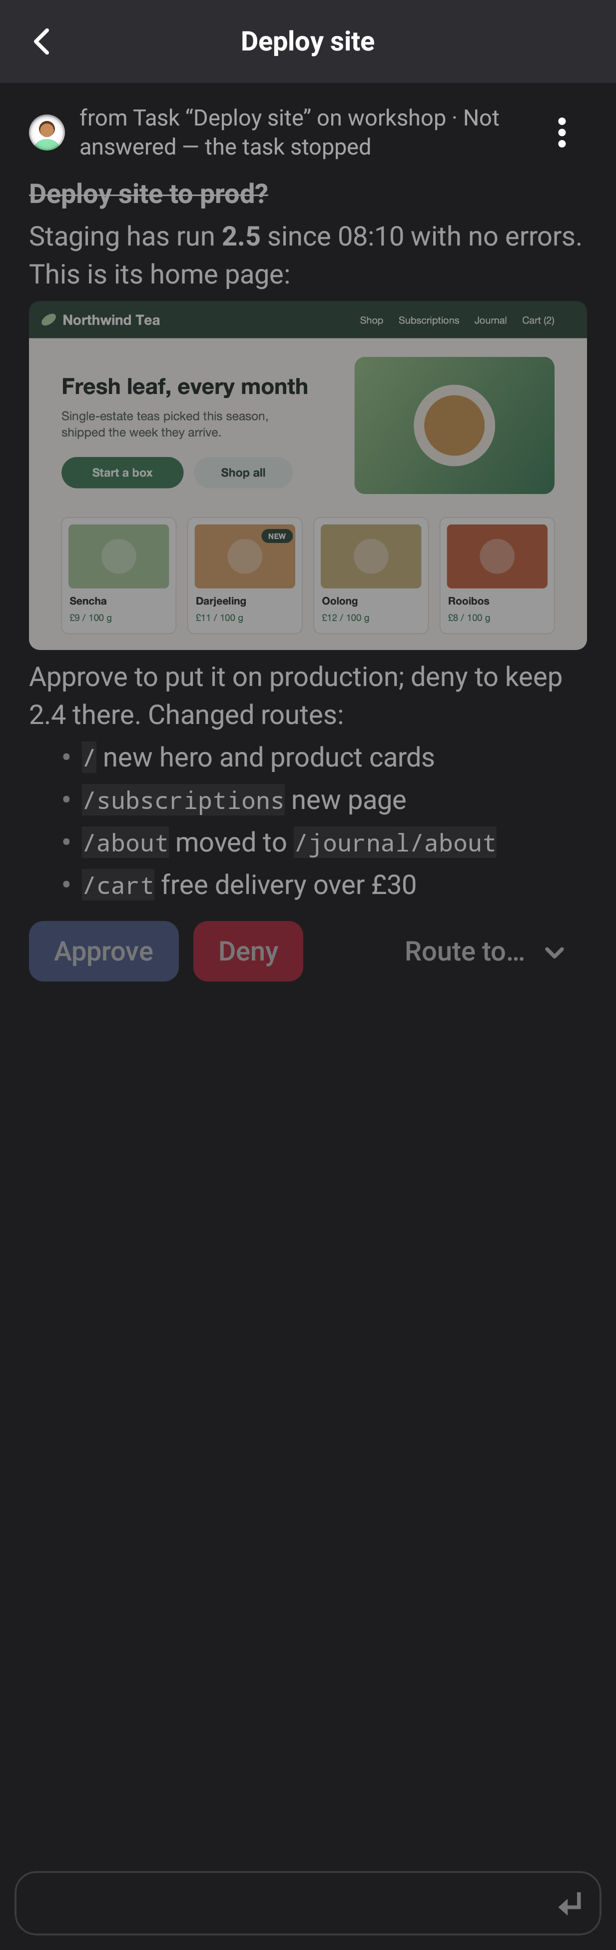 Deploy site
from Task “Deploy site” on workshop · Not
answered — the task stopped
Deploy site to prod?
Staging has run 2.5 since 08:10 with no errors.
This is its home page:
Northwind Tea
Shop Subscriptions Journal Cart (2)
Fresh leaf, every month
Single-estate teas picked this season,
shipped the week they arrive.
Start a box Shop all
NEW
Sencha Darjeeling Oolong Rooibos
£9 / 100 g £11 / 100 g £12 / 100 g £8 / 100 g
Approve to put it on production; deny to keep
2.4 there. Changed routes:
• / new hero and product cards
• /subscriptions new page
• /about moved to /journal/about
• /cart free delivery over £30
Approve Deny Route to…